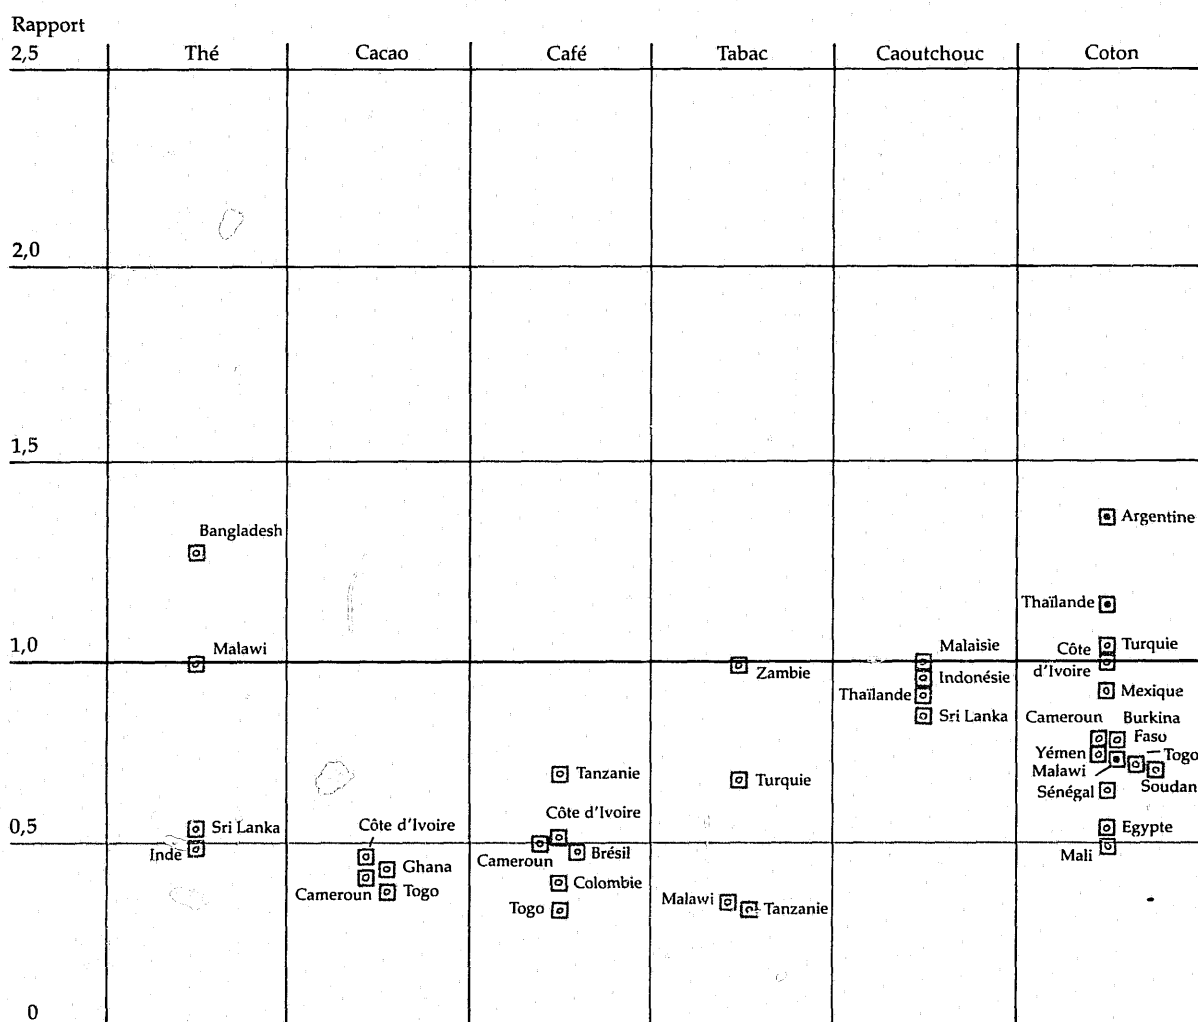 Rapport
2,5 Thé Cacao Café Tabac Caoutchouc Coton
2,0
1,5
Argentine
Bangladesh
Thaïlande
1,0 Malawi Malaisie Côte Turquie
Zambie Indonésie d'Ivoire
Thaïlande Mexique
Sri Lanka Cameroun Burkina
Faso
Yémen Togo
Tanzanie Turquie Malawi
Sénégal Soudan
Côte d'Ivoire
0,5 Sri Lanka Côte d'Ivoire Egypte
Inde Cameroun Brésil Mali
Ghana
Cameroun Togo Colombie
Togo Malawi Tanzanie
0